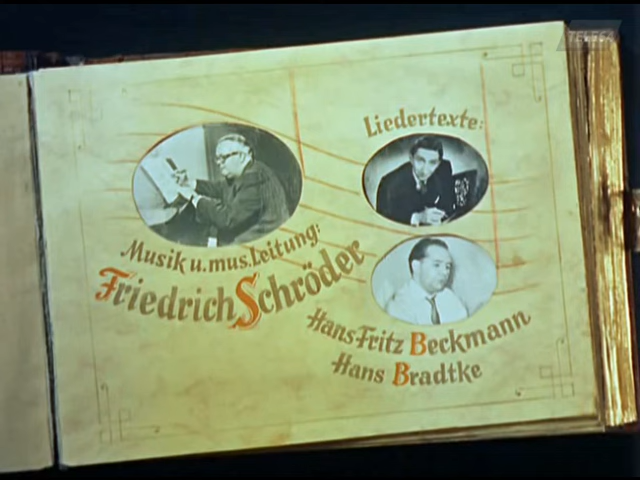 Musik u. mus. Leitung:
Friedrich Schröder
Liedertexte:
Hans Fritz Beckmann
Hans Bradtke